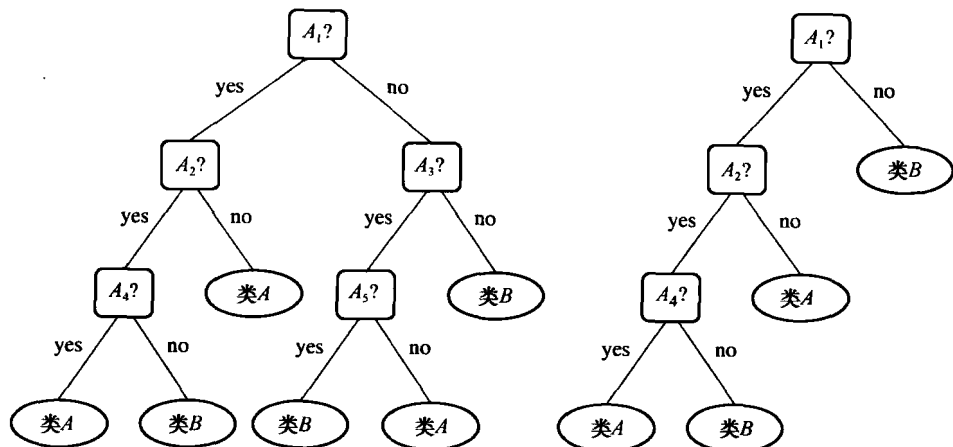 A₁?
yes
no
A₂?
A₃?
yes
no
yes
no
A₄?
类A
A₅?
类B
yes
no
yes
no
类A
类B
类B
类A
A₁?
yes
no
A₂?
类B
yes
no
A₄?
类A
yes
no
类A
类B